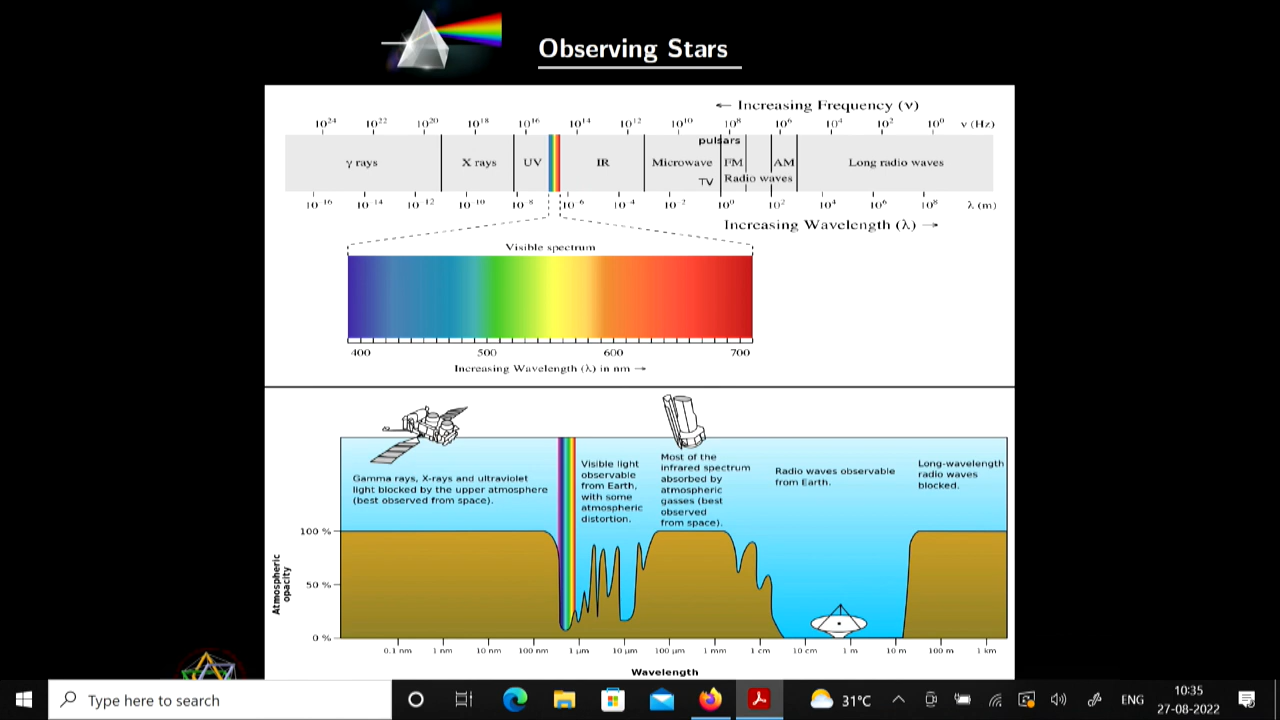 Observing Stars
← Increasing Frequency (ν)
10²⁴ 10²² 10²⁰ 10¹⁸ 10¹⁶ 10¹⁴ 10¹² 10¹⁰ 10⁸ 10⁶ 10⁴ 10² 10⁰ ν (Hz)
pulsars
γ rays X rays UV IR Microwave FM AM Long radio waves
TV Radio waves
10⁻¹⁶ 10⁻¹⁴ 10⁻¹² 10⁻¹⁰ 10⁻⁸ 10⁻⁶ 10⁻⁴ 10⁻² 10⁰ 10² 10⁴ 10⁶ 10⁸ λ (m)
Increasing Wavelength (λ) →
Visible spectrum
400 500 600 700
Increasing Wavelength (λ) in nm →
Gamma rays, X-rays and ultraviolet
light blocked by the upper atmosphere
(best observed from space).
Visible light
observable
from Earth,
with some
atmospheric
distortion.
Most of the
infrared spectrum
absorbed by
atmospheric
gasses (best
observed
from space).
Radio waves observable
from Earth.
Long-wavelength
radio waves
blocked.
Atmospheric
opacity
100 %
50 %
0 %
0.1 nm 1 nm 10 nm 100 nm 1 μm 10 μm 100 μm 1 mm 1 cm 10 cm 1 m 10 m 100 m 1 km
Wavelength
Type here to search
31°C
ENG
10:35
27-08-2022